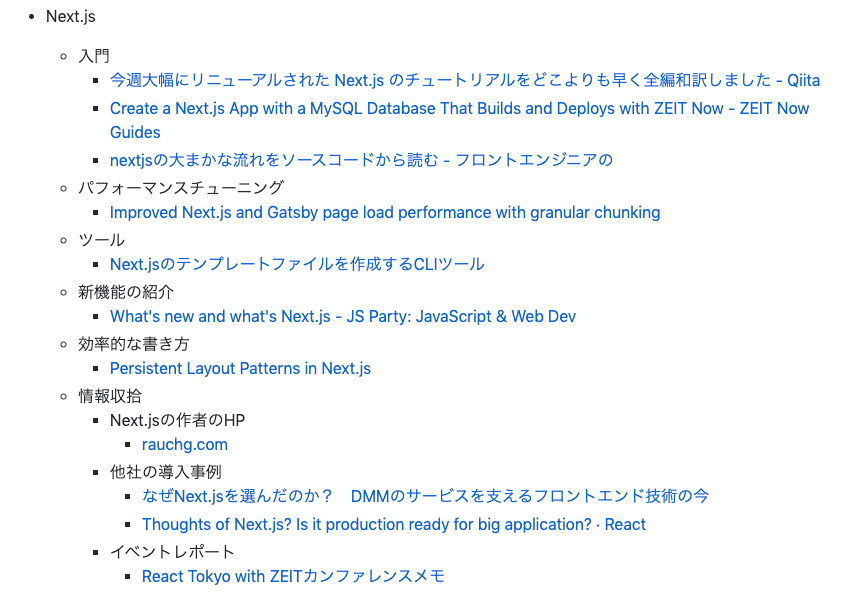 Next.js
入門
今週大幅にリニューアルされた Next.js のチュートリアルをどこよりも早く全編和訳しました - Qiita
Create a Next.js App with a MySQL Database That Builds and Deploys with ZEIT Now - ZEIT Now
Guides
nextjsの大まかな流れをソースコードから読む - フロントエンジニアの
パフォーマンスチューニング
Improved Next.js and Gatsby page load performance with granular chunking
ツール
Next.jsのテンプレートファイルを作成するCLIツール
新機能の紹介
What's new and what's Next.js - JS Party: JavaScript & Web Dev
効率的な書き方
Persistent Layout Patterns in Next.js
情報収拾
Next.jsの作者のHP
rauchg.com
他社の導入事例
なぜNext.jsを選んだのか？　DMMのサービスを支えるフロントエンド技術の今
Thoughts of Next.js? Is it production ready for big application? · React
イベントレポート
React Tokyo with ZEITカンファレンスメモ